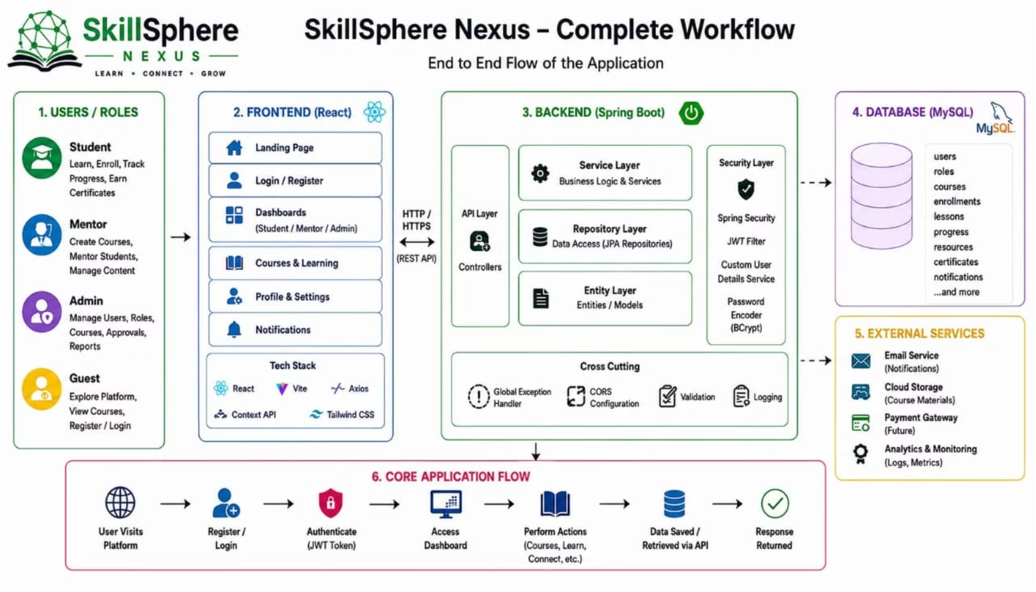 SkillSphere
NEXUS
LEARN • CONNECT • GROW
SkillSphere Nexus – Complete Workflow
End to End Flow of the Application
1. USERS / ROLES
Student
Learn, Enroll, Track
Progress, Earn
Certificates
Mentor
Create Courses,
Mentor Students,
Manage Content
Admin
Manage Users, Roles,
Courses, Approvals,
Reports
Guest
Explore Platform,
View Courses,
Register / Login
2. FRONTEND (React)
Landing Page
Login / Register
Dashboards
(Student / Mentor / Admin)
Courses & Learning
Profile & Settings
Notifications
Tech Stack
React
Vite
Axios
Context API
Tailwind CSS
HTTP /
HTTPS
(REST API)
3. BACKEND (Spring Boot)
API Layer
Controllers
Service Layer
Business Logic & Services
Repository Layer
Data Access (JPA Repositories)
Entity Layer
Entities / Models
Security Layer
Spring Security
JWT Filter
Custom User
Details Service
Password
Encoder
(BCrypt)
Cross Cutting
Global Exception
Handler
CORS
Configuration
Validation
Logging
4. DATABASE (MySQL)
MySQL
users
roles
courses
enrollments
lessons
progress
resources
certificates
notifications
...and more
5. EXTERNAL SERVICES
Email Service
(Notifications)
Cloud Storage
(Course Materials)
Payment Gateway
(Future)
Analytics & Monitoring
(Logs, Metrics)
6. CORE APPLICATION FLOW
User Visits
Platform
Register /
Login
Authenticate
(JWT Token)
Access
Dashboard
Perform Actions
(Courses, Learn,
Connect, etc.)
Data Saved /
Retrieved via API
Response
Returned